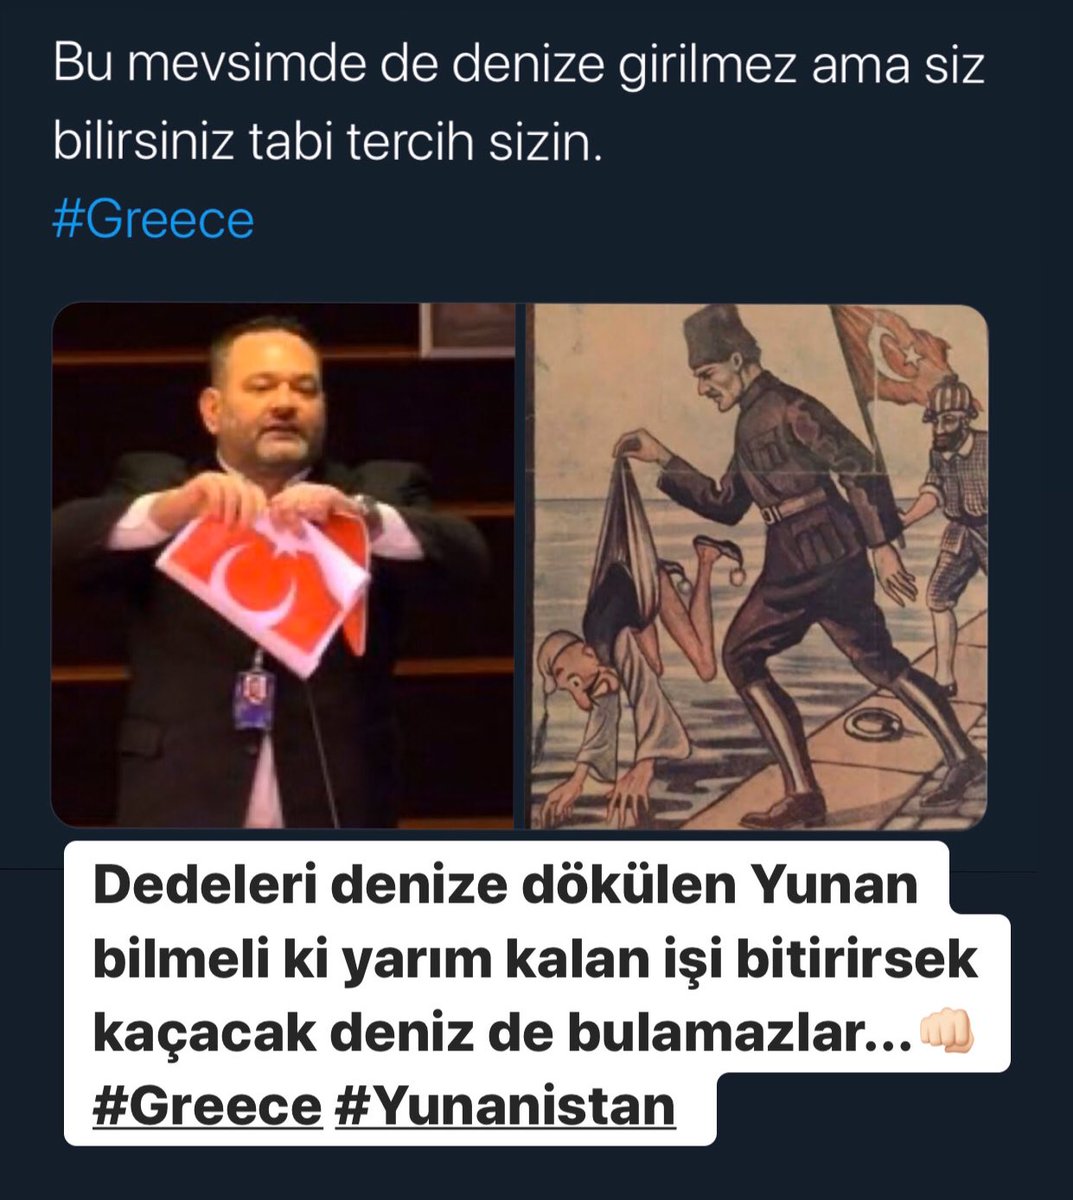 Bu mevsimde de denize girilmez ama siz
bilirsiniz tabi tercih sizin.
#Greece
Dedeleri denize dökülen Yunan
bilmeli ki yarım kalan işi bitirirsek
kaçacak deniz de bulamazlar...👊🏻
#Greece #Yunanistan